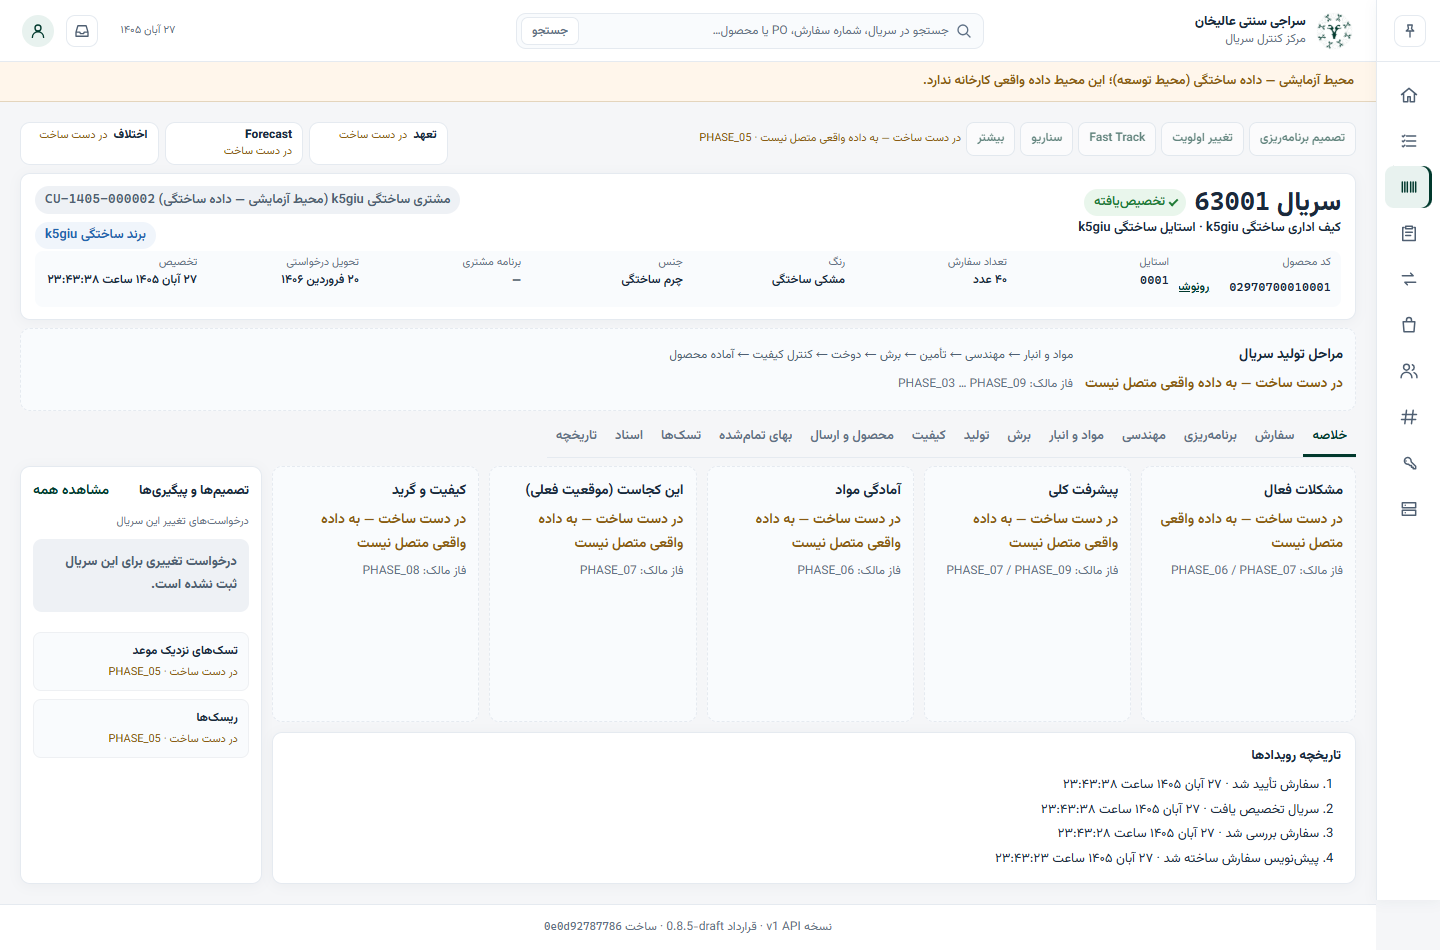 سراجی سنتی عالیخان
مرکز کنترل سریال
جستجو در سریال، شماره سفارش، PO یا محصول...
جستجو
۲۷ آبان ۱۴۰۵
محیط آزمایشی — داده ساختگی (محیط توسعه)؛ این محیط داده واقعی کارخانه ندارد.
تصمیم برنامه‌ریزی
تغییر اولویت
Fast Track
سناریو
بیشتر
در دست ساخت — به داده واقعی متصل نیست · PHASE_05
تعهد در دست ساخت
Forecast
در دست ساخت
اختلاف در دست ساخت
سریال 63001
تخصیص‌یافته
کیف اداری ساختگی k5giu · استایل ساختگی k5giu
مشتری ساختگی k5giu (محیط آزمایشی — داده ساختگی) CU-1405-000002
برند ساختگی k5giu
کد محصول
02970700010001
رونوشت
استایل
0001
تعداد سفارش
۴۰ عدد
رنگ
مشکی ساختگی
جنس
چرم ساختگی
برنامه مشتری
—
تحویل درخواستی
۲۰ فروردین ۱۴۰۶
تخصیص
۲۷ آبان ۱۴۰۵ ساعت ۲۳:۴۳:۳۸
مراحل تولید سریال
مواد و انبار ← مهندسی ← تأمین ← برش ← دوخت ← کنترل کیفیت ← آماده محصول
در دست ساخت — به داده واقعی متصل نیست
فاز مالک: PHASE_03 ... PHASE_09
خلاصه
سفارش
برنامه‌ریزی
مهندسی
مواد و انبار
برش
تولید
کیفیت
محصول و ارسال
بهای تمام‌شده
تسک‌ها
اسناد
تاریخچه
مشکلات فعال
در دست ساخت — به داده واقعی
متصل نیست
فاز مالک: PHASE_06 / PHASE_07
پیشرفت کلی
در دست ساخت — به داده
واقعی متصل نیست
فاز مالک: PHASE_07 / PHASE_09
آمادگی مواد
در دست ساخت — به داده
واقعی متصل نیست
فاز مالک: PHASE_06
این کجاست (موقعیت فعلی)
در دست ساخت — به داده
واقعی متصل نیست
فاز مالک: PHASE_07
کیفیت و گرید
در دست ساخت — به داده
واقعی متصل نیست
فاز مالک: PHASE_08
تصمیم‌ها و پیگیری‌ها
مشاهده همه
درخواست‌های تغییر این سریال
درخواست تغییری برای این سریال
ثبت نشده است.
تسک‌های نزدیک موعد
در دست ساخت · PHASE_05
ریسک‌ها
در دست ساخت · PHASE_05
تاریخچه رویدادها
1. سفارش تأیید شد · ۲۷ آبان ۱۴۰۵ ساعت ۲۳:۴۳:۳۸
2. سریال تخصیص یافت · ۲۷ آبان ۱۴۰۵ ساعت ۲۳:۴۳:۳۸
3. سفارش بررسی شد · ۲۷ آبان ۱۴۰۵ ساعت ۲۳:۴۳:۲۸
4. پیش‌نویس سفارش ساخته شد · ۲۷ آبان ۱۴۰۵ ساعت ۲۳:۴۳:۲۳
نسخه v1 API · قرارداد 0.8.5-draft · ساخت 0e0d92787786